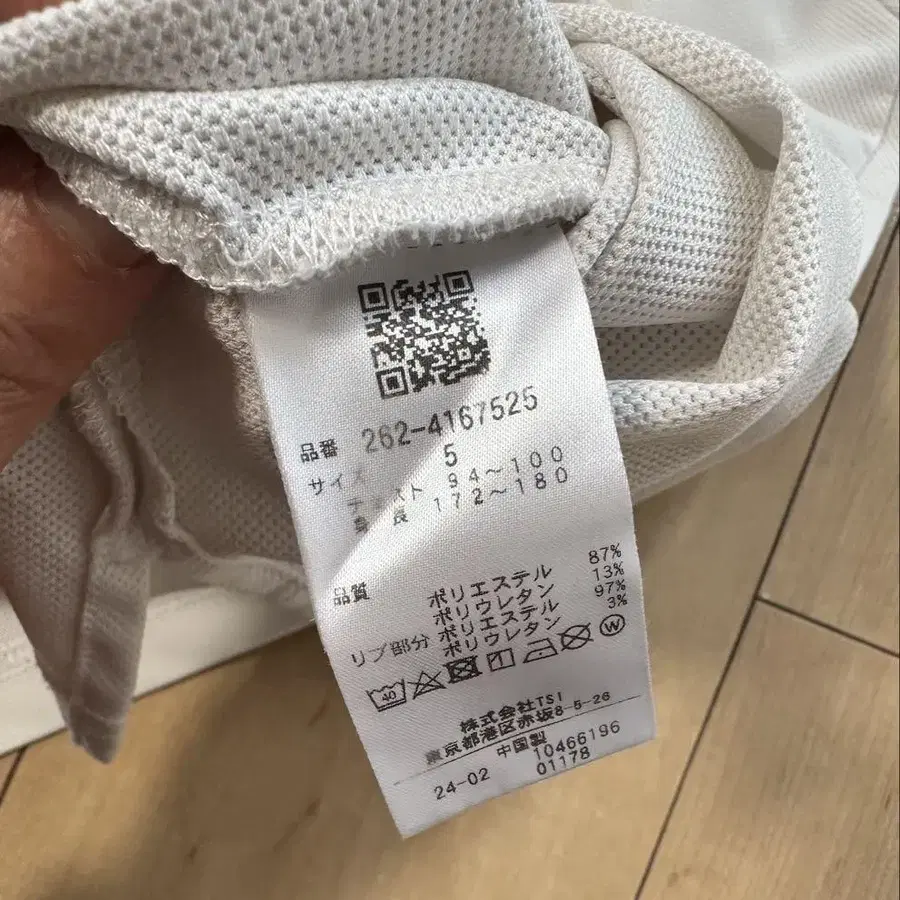 品番 262-4167525
サイズ 5
チェスト 94～100
身長 172～180
品質 ポリエステル 87%
ポリウレタン 13%
リブ部分 ポリエステル 97%
ポリウレタン 3%
40 W
株式会社TSI
東京都港区赤坂8-5-26
中国製
24-02 10466196
01178